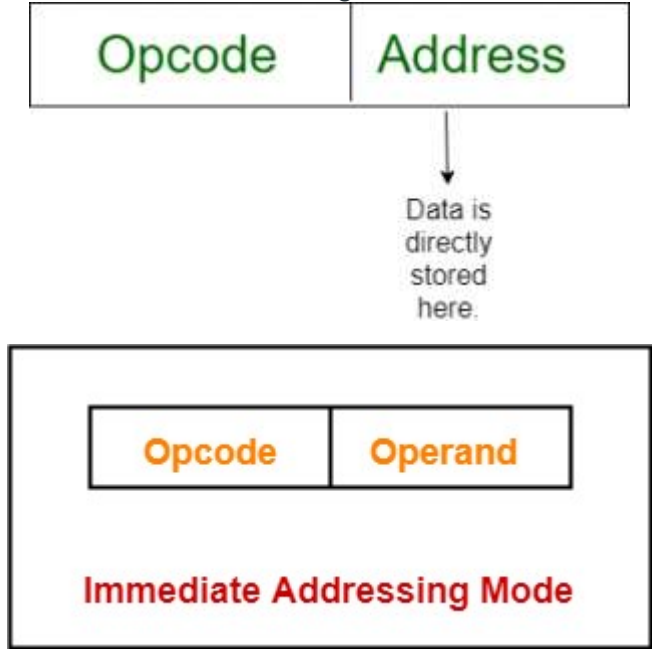 Opcode Address
Data is
directly
stored
here.
Opcode Operand
Immediate Addressing Mode